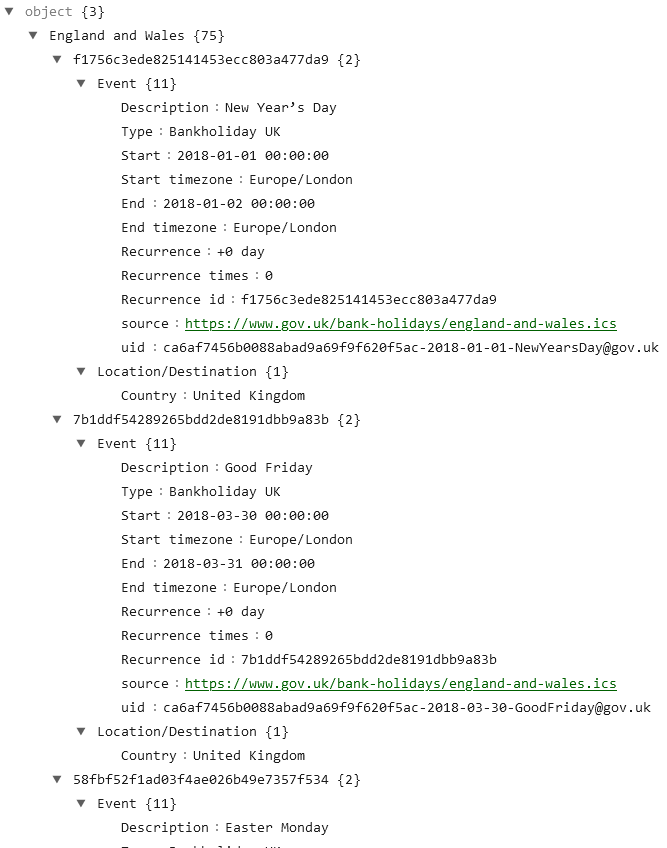 object {3}
England and Wales {75}
f1756c3ede825141453ecc803a477da9 {2}
Event {11}
Description : New Year’s Day
Type : Bankholiday UK
Start : 2018-01-01 00:00:00
Start timezone : Europe/London
End : 2018-01-02 00:00:00
End timezone : Europe/London
Recurrence : +0 day
Recurrence times : 0
Recurrence id : f1756c3ede825141453ecc803a477da9
source : https://www.gov.uk/bank-holidays/england-and-wales.ics
uid : ca6af7456b0088abad9a69f9f620f5ac-2018-01-01-NewYearsDay@gov.uk
Location/Destination {1}
Country : United Kingdom
7b1ddf54289265bdd2de8191dbb9a83b {2}
Event {11}
Description : Good Friday
Type : Bankholiday UK
Start : 2018-03-30 00:00:00
Start timezone : Europe/London
End : 2018-03-31 00:00:00
End timezone : Europe/London
Recurrence : +0 day
Recurrence times : 0
Recurrence id : 7b1ddf54289265bdd2de8191dbb9a83b
source : https://www.gov.uk/bank-holidays/england-and-wales.ics
uid : ca6af7456b0088abad9a69f9f620f5ac-2018-03-30-GoodFriday@gov.uk
Location/Destination {1}
Country : United Kingdom
58fbf52f1ad03f4ae026b49e7357f534 {2}
Event {11}
Description : Easter Monday